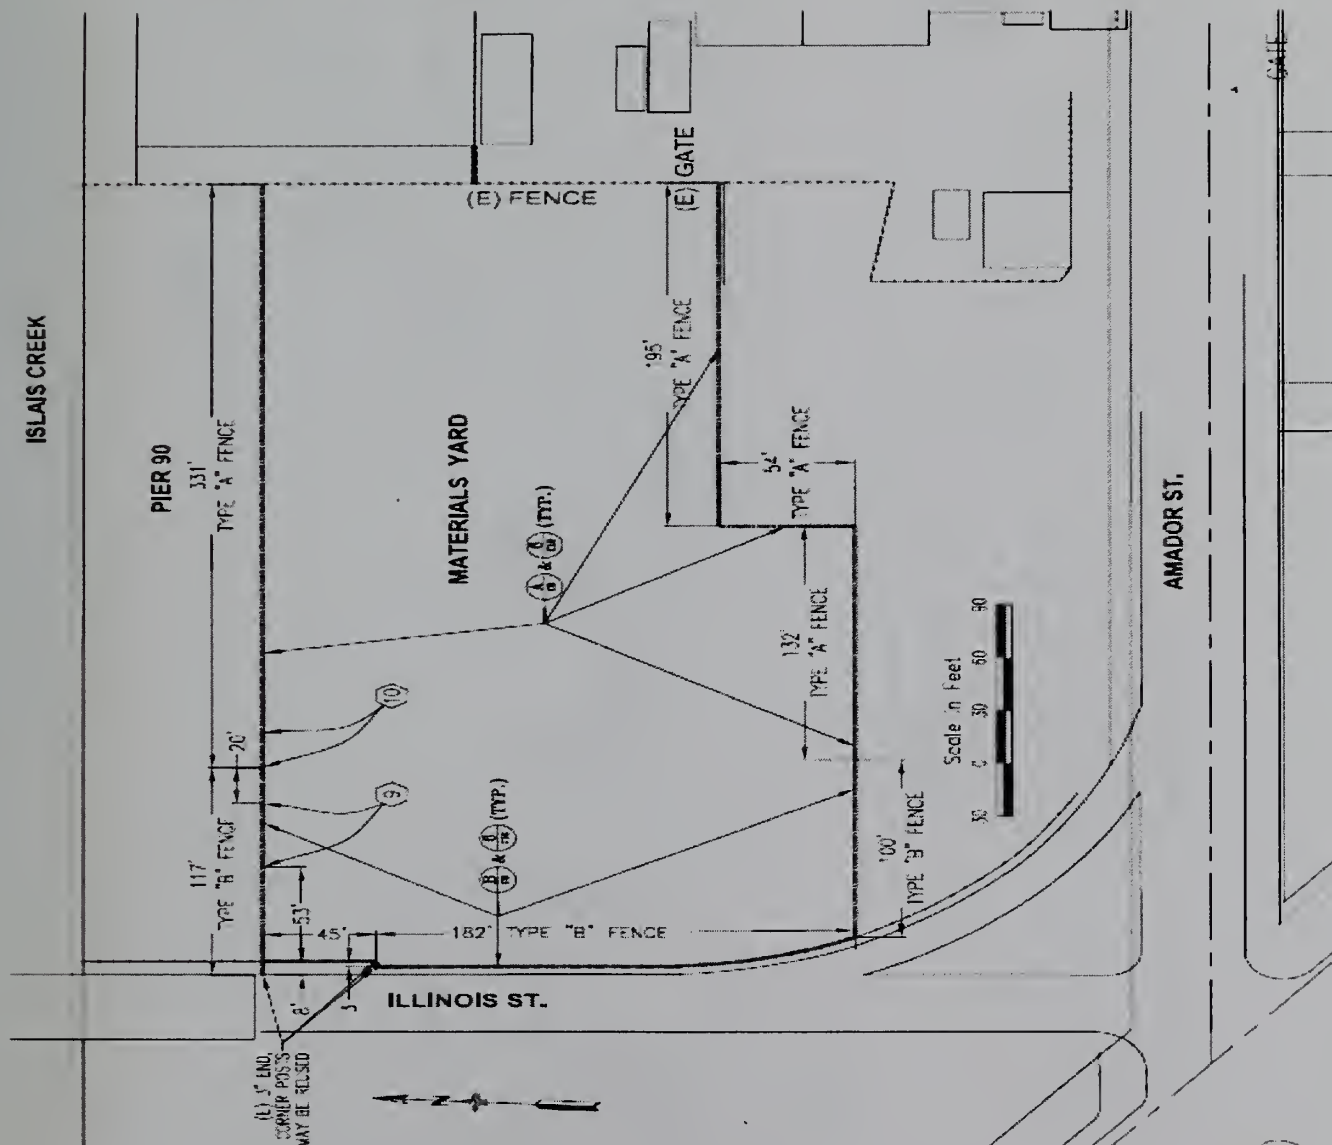 ISLAIS CREEK
PIER 90
331'
TYPE "A" FENCE
(E) FENCE
(E) GATE
GATE
195'
TYPE "A" FENCE
MATERIALS YARD
A & (TYP.)
54'
TYPE "A" FENCE
132'
TYPE "A" FENCE
AMADOR ST.
Scale in Feet
30 0 30 60 90
10
20'
9
117'
TYPE "B" FENCE
B & (TYP.)
100'
TYPE "B" FENCE
53'
45'
182' TYPE "B" FENCE
8'
ILLINOIS ST.
(E) 3" END,
CORNER POSTS
MAY BE REUSED
N